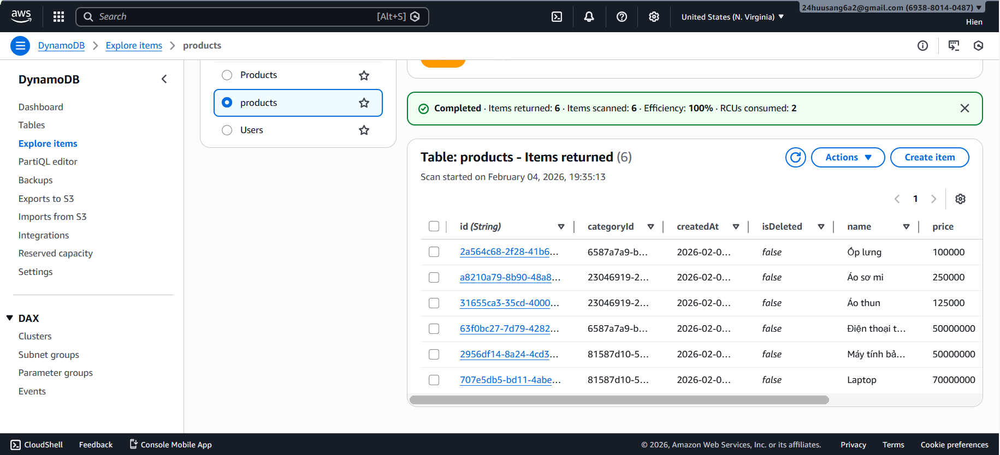 aws
Search [Alt+S]
United States (N. Virginia)
24huusang6a2@gmail.com (6938-8014-0487)
Hien
DynamoDB
Explore items
products
DynamoDB
Dashboard
Tables
Explore items
PartiQL editor
Backups
Exports to S3
Imports from S3
Integrations
Reserved capacity
Settings
DAX
Clusters
Subnet groups
Parameter groups
Events
Products
products
Users
Completed · Items returned: 6 · Items scanned: 6 · Efficiency: 100% · RCUs consumed: 2
Table: products - Items returned (6)
Scan started on February 04, 2026, 19:35:13
Actions
Create item
1
id (String) categoryId createdAt isDeleted name price
2a564c68-2f28-41b6... 6587a7a9-b... 2026-02-0... false Ốp lưng 100000
a8210a79-8b90-48a8... 23046919-2... 2026-02-0... false Áo sơ mi 250000
31655ca3-35cd-4000... 23046919-2... 2026-02-0... false Áo thun 125000
63f0bc27-7d79-4282... 6587a7a9-b... 2026-02-0... false Điện thoại t... 50000000
2956df14-8a24-4cd3... 81587d10-5... 2026-02-0... false Máy tính bả... 50000000
707e5db5-bd11-4abe... 81587d10-5... 2026-02-0... false Laptop 70000000
CloudShell
Feedback
Console Mobile App
© 2026, Amazon Web Services, Inc. or its affiliates.
Privacy
Terms
Cookie preferences